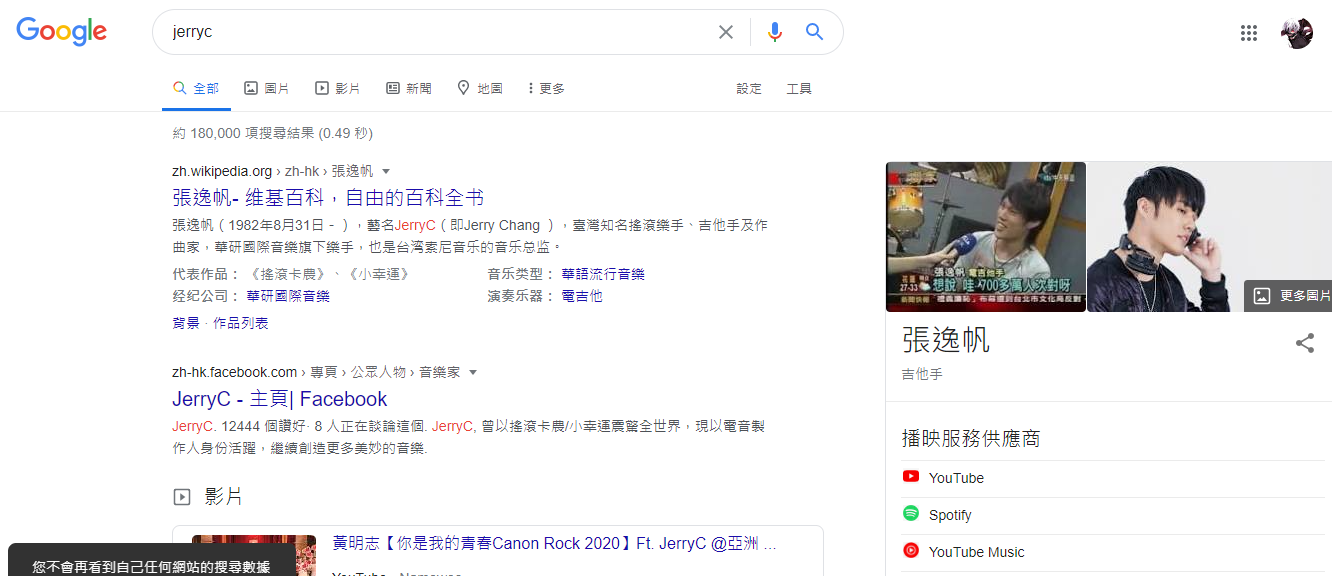 Google
jerryc
全部
圖片
影片
新聞
地圖
更多
設定
工具
約 180,000 項搜尋結果 (0.49 秒)
zh.wikipedia.org › zh-hk › 張逸帆
張逸帆- 维基百科，自由的百科全书
張逸帆（1982年8月31日－），藝名JerryC（即Jerry Chang ），臺灣知名搖滾樂手、吉他手及作
曲家，華研國際音樂旗下樂手，也是台湾索尼音乐的音乐总监。
代表作品： 《搖滾卡農》、《小幸運》
音乐类型： 華語流行音樂
经纪公司： 華研國際音樂
演奏乐器： 電吉他
背景 · 作品列表
zh-hk.facebook.com › 專頁 › 公眾人物 › 音樂家
JerryC - 主頁| Facebook
JerryC. 12444 個讚好· 8 人正在談論這個. JerryC, 曾以搖滾卡農/小幸運震驚全世界，現以電音製
作人身份活躍，繼續創造更多美妙的音樂.
影片
黃明志【你是我的青春Canon Rock 2020】Ft. JerryC @亞洲 ...
YouTube · Namewee
您不會再看到自己任何網站的搜尋數據
張逸帆 電吉他手
想說 哇 700多萬人次對呀
27-33
更多圖片
張逸帆
吉他手
播映服務供應商
YouTube
Spotify
YouTube Music